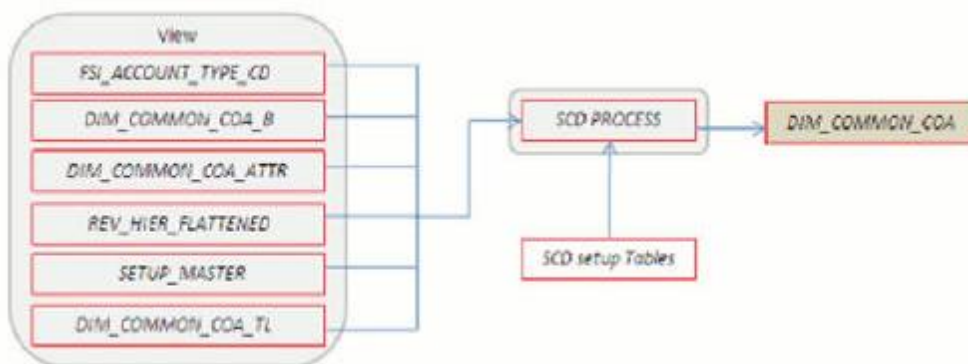 View
FSI_ACCOUNT_TYPE_CD
DIM_COMMON_COA_B
DIM_COMMON_COA_ATTR
REV_HIER_FLATTENED
SETUP_MASTER
DIM_COMMON_COA_TL
SCD PROCESS
SCD setup Tables
DIM_COMMON_COA